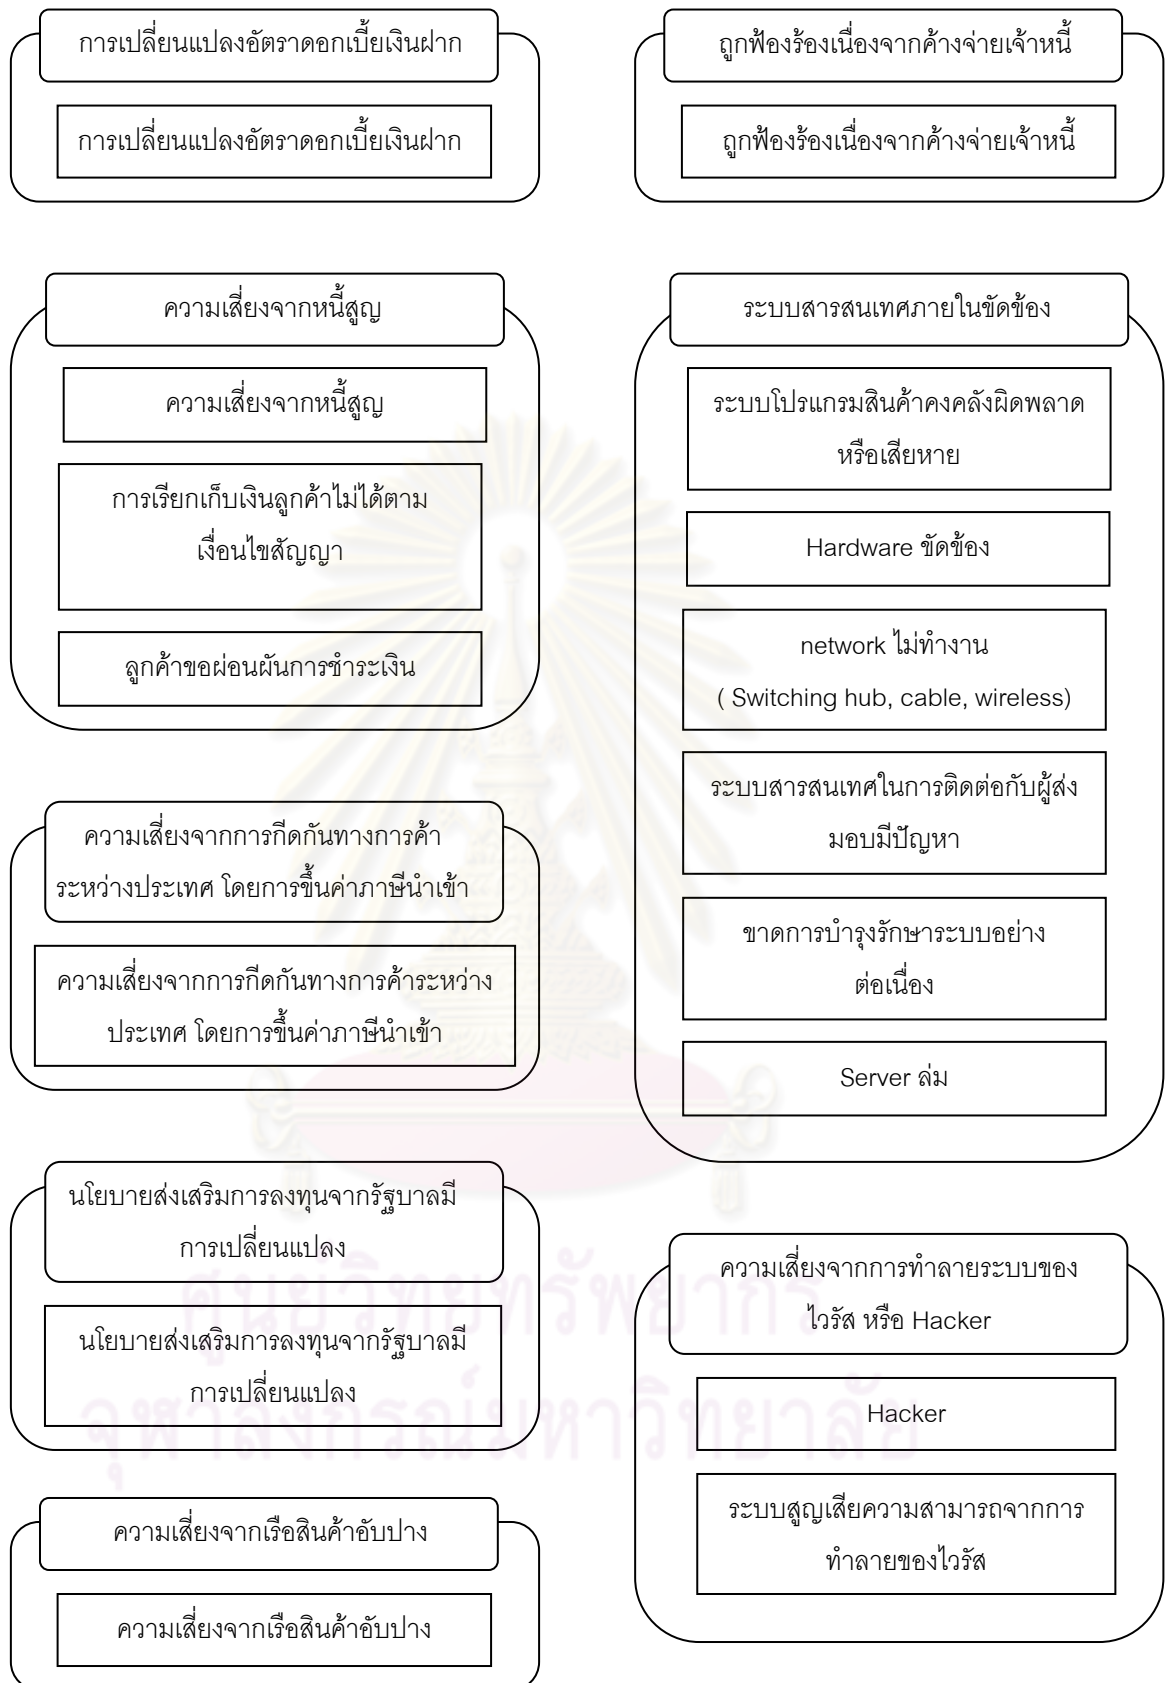 การเปลี่ยนแปลงอัตราดอกเบี้ยเงินฝาก
การเปลี่ยนแปลงอัตราดอกเบี้ยเงินฝาก
ความเสี่ยงจากหนี้สูญ
ความเสี่ยงจากหนี้สูญ
การเรียกเก็บเงินลูกค้าไม่ได้ตาม
เงื่อนไขสัญญา
ลูกค้าขอผ่อนผันการชำระเงิน
ความเสี่ยงจากการกีดกันทางการค้า
ระหว่างประเทศ โดยการขึ้นค่าภาษีนำเข้า
ความเสี่ยงจากการกีดกันทางการค้าระหว่าง
ประเทศ โดยการขึ้นค่าภาษีนำเข้า
นโยบายส่งเสริมการลงทุนจากรัฐบาลมี
การเปลี่ยนแปลง
นโยบายส่งเสริมการลงทุนจากรัฐบาลมี
การเปลี่ยนแปลง
ความเสี่ยงจากเรือสินค้าอับปาง
ความเสี่ยงจากเรือสินค้าอับปาง
ถูกฟ้องร้องเนื่องจากค้างจ่ายเจ้าหนี้
ถูกฟ้องร้องเนื่องจากค้างจ่ายเจ้าหนี้
ระบบสารสนเทศภายในขัดข้อง
ระบบโปรแกรมสินค้าคงคลังผิดพลาด
หรือเสียหาย
Hardware ขัดข้อง
network ไม่ทำงาน
( Switching hub, cable, wireless)
ระบบสารสนเทศในการติดต่อกับผู้ส่ง
มอบมีปัญหา
ขาดการบำรุงรักษาระบบอย่าง
ต่อเนื่อง
Server ล่ม
ความเสี่ยงจากการทำลายระบบของ
ไวรัส หรือ Hacker
Hacker
ระบบสูญเสียความสามารถจากการ
ทำลายของไวรัส
ศูนย์วิทยทรัพยากร
จุฬาลงกรณ์มหาวิทยาลัย